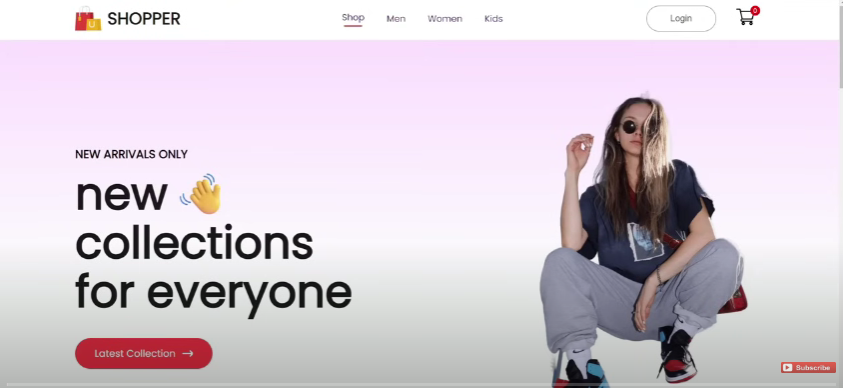 SHOPPER
Shop Men Women Kids
Login
0
NEW ARRIVALS ONLY
new
collections
for everyone
Latest Collection →
Subscribe